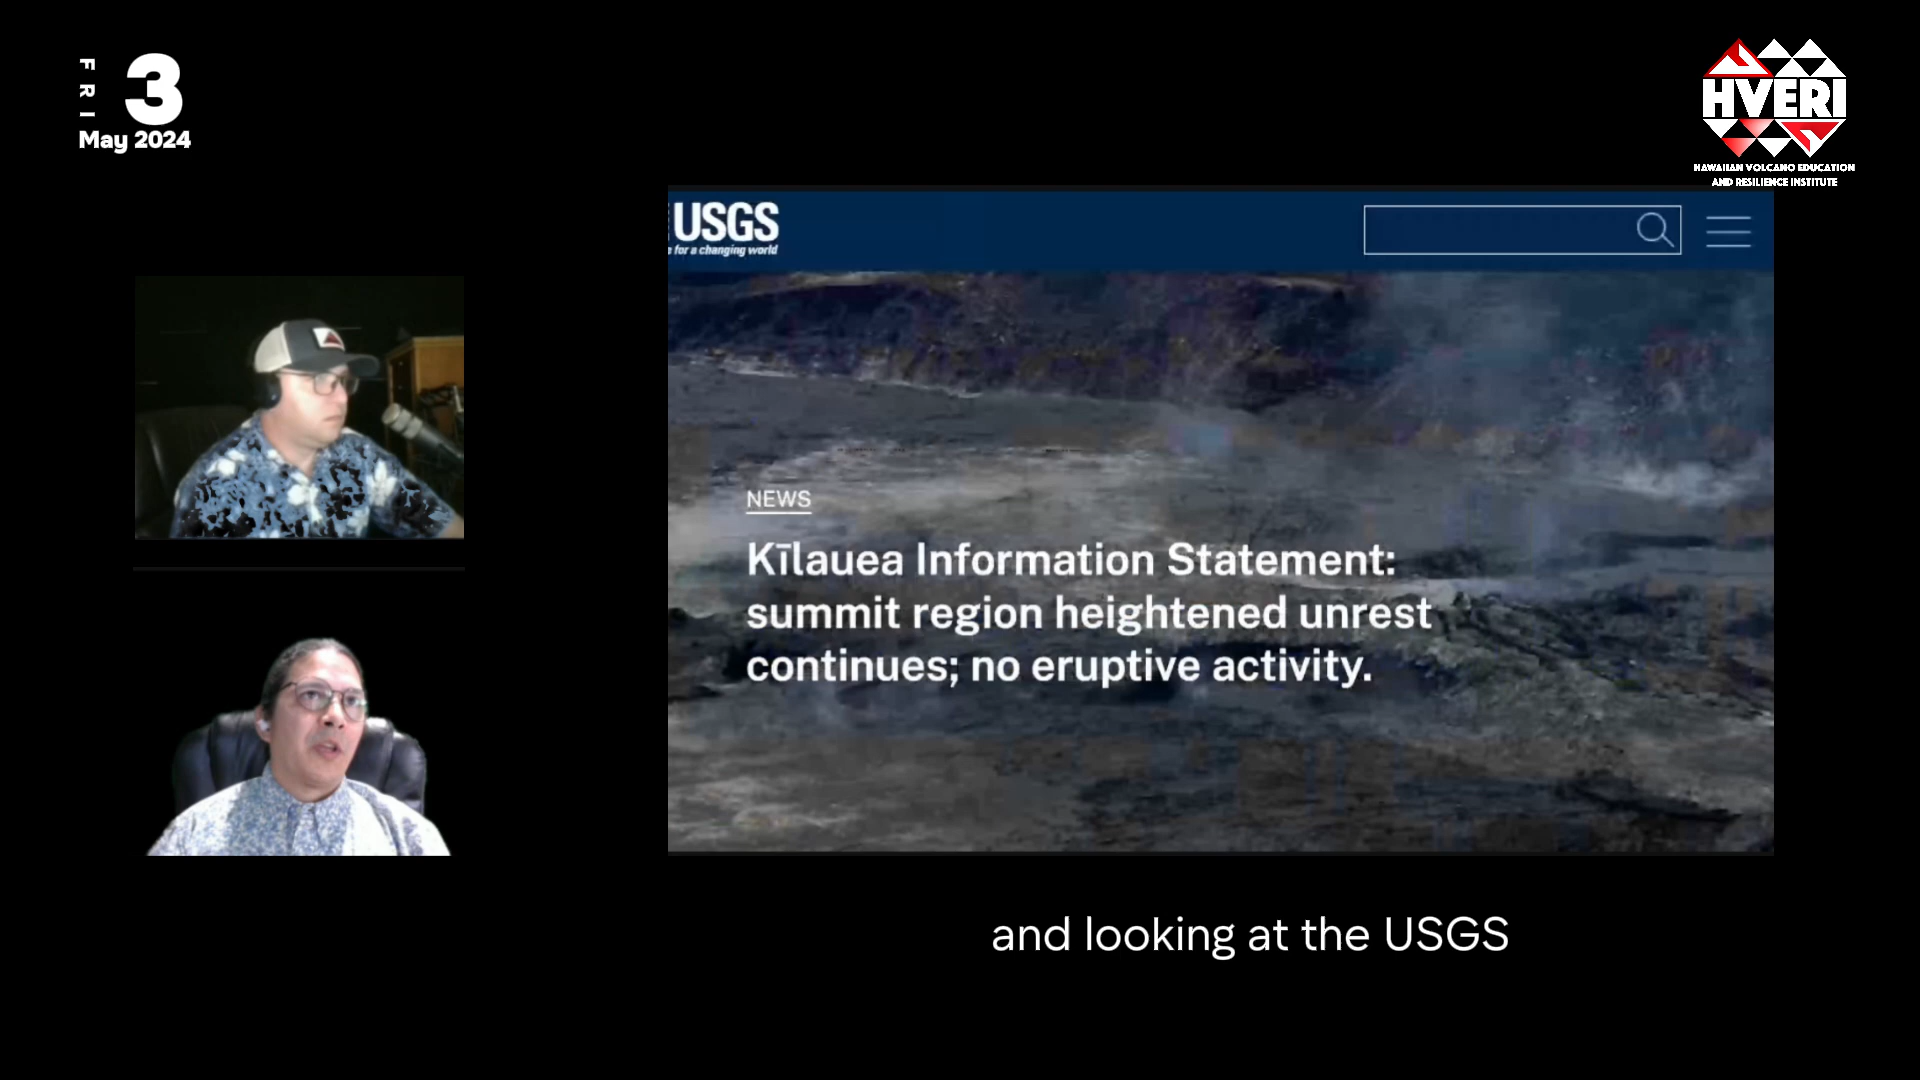 FRI
3
May 2024
HVERI
HAWAIIAN VOLCANO EDUCATION
AND RESILIENCE INSTITUTE
USGS
for a changing world
NEWS
Kīlauea Information Statement:
summit region heightened unrest
continues; no eruptive activity.
and looking at the USGS